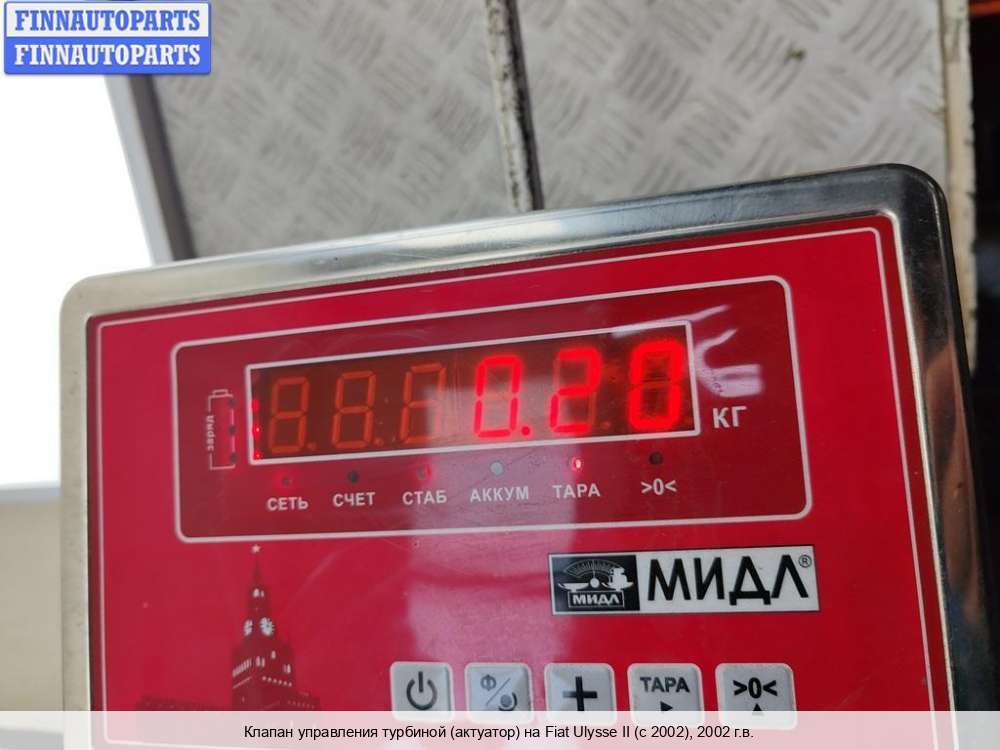 FINNAUTOPARTS
FINNAUTOPARTS
заряд
0.20
КГ
СЕТЬ СЧЕТ СТАБ АККУМ ТАРА >0<
МИДЛ МИДЛ®
Ф + ТАРА >0<
Клапан управления турбиной (актуатор) на Fiat Ulysse II (с 2002), 2002 г.в.